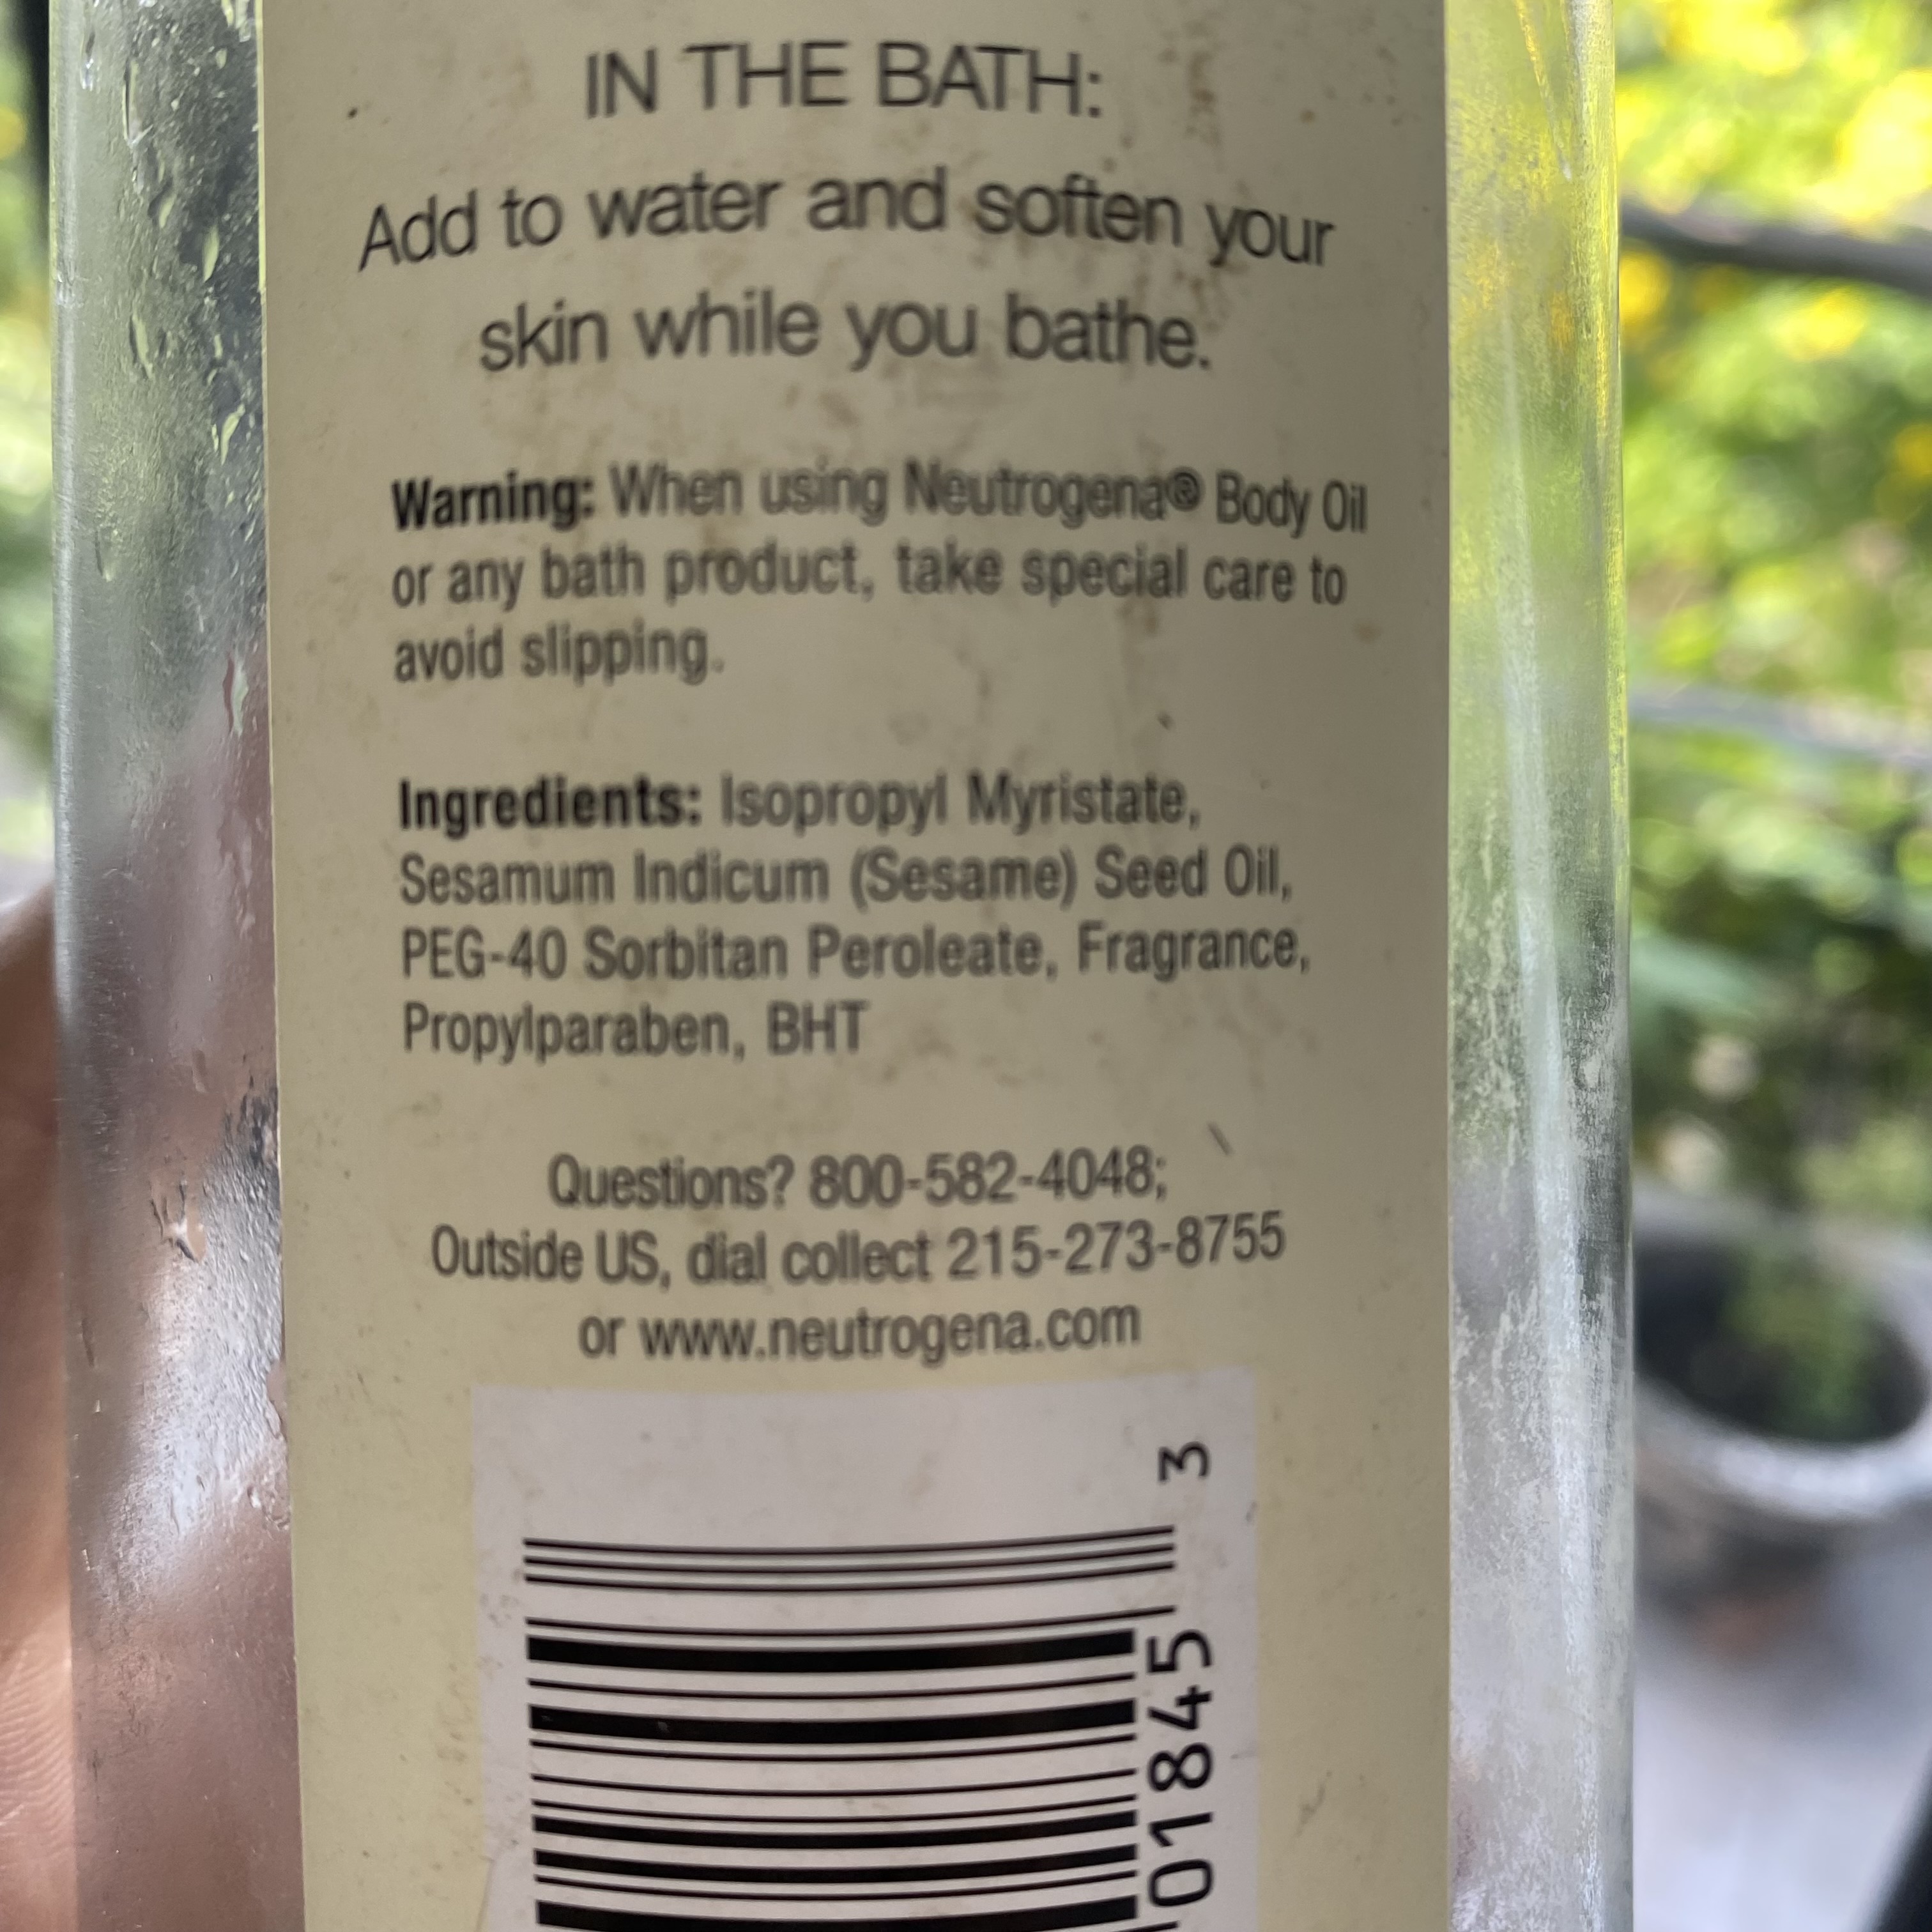 IN THE BATH:
Add to water and soften your
skin while you bathe.
Warning: When using Neutrogena® Body Oil
or any bath product, take special care to
avoid slipping.
Ingredients: Isopropyl Myristate,
Sesamum Indicum (Sesame) Seed Oil,
PEG-40 Sorbitan Peroleate, Fragrance,
Propylparaben, BHT
Questions? 800-582-4048;
Outside US, dial collect 215-273-8755
or www.neutrogena.com
01845 3